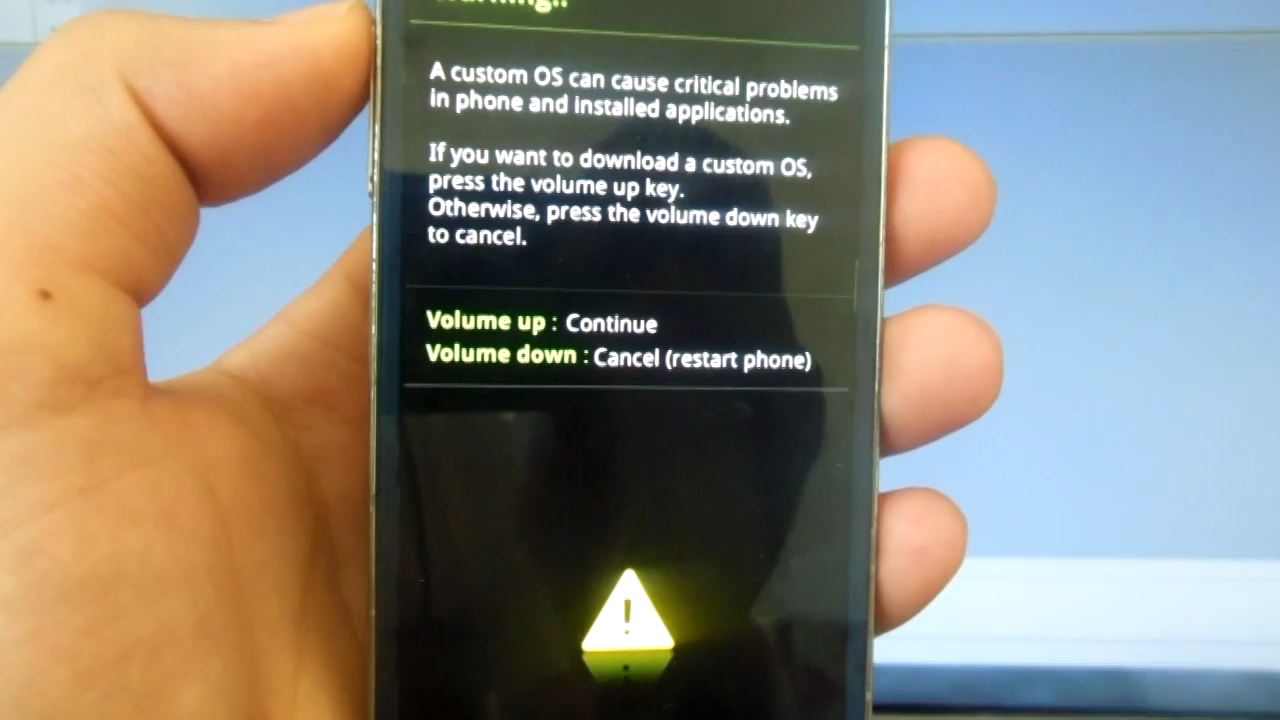 A custom OS can cause critical problems
in phone and installed applications.
If you want to download a custom OS,
press the volume up key.
Otherwise, press the volume down key
to cancel.
Volume up : Continue
Volume down : Cancel (restart phone)
!